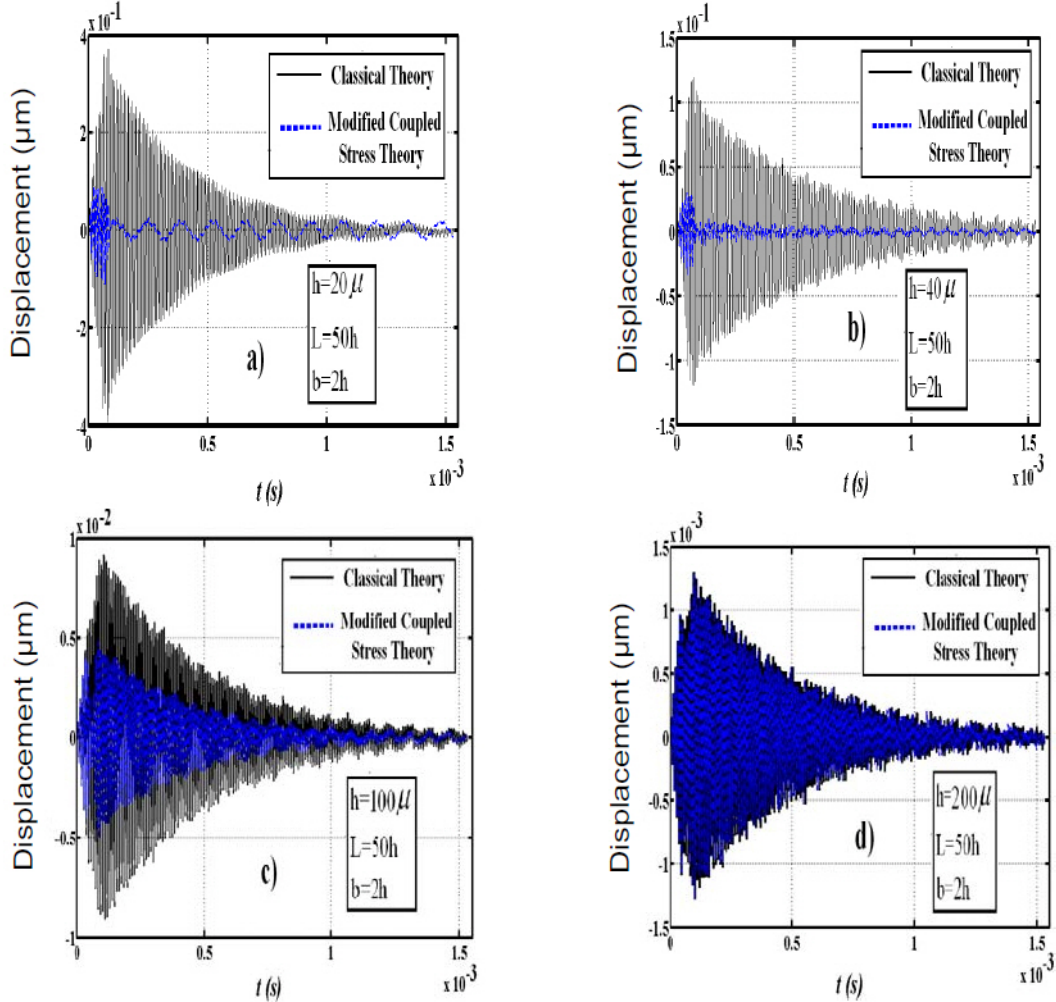 x 10⁻¹
4
2
0
-2
-4
0
0.5
1
1.5
x 10⁻³
Displacement (µm)
t (s)
Classical Theory
Modified Coupled
Stress Theory
h=20μ
L=50h
b=2h
a)
x 10⁻¹
1.5
1
0.5
0
-0.5
-1
-1.5
0
0.5
1
1.5
x 10⁻³
Displacement (µm)
t (s)
Classical Theory
Modified Coupled
Stress Theory
h=40μ
L=50h
b=2h
b)
x 10⁻²
1
0.5
0
-0.5
-1
0
0.5
1
1.5
x 10⁻³
Displacement (µm)
t (s)
Classical Theory
Modified Coupled
Stress Theory
h=100μ
L=50h
b=2h
c)
x 10⁻³
1.5
1
0.5
0
-0.5
-1
-1.5
0
0.5
1
1.5
x 10⁻³
Displacement (µm)
t (s)
Classical Theory
Modified Coupled
Stress Theory
h=200μ
L=50h
b=2h
d)